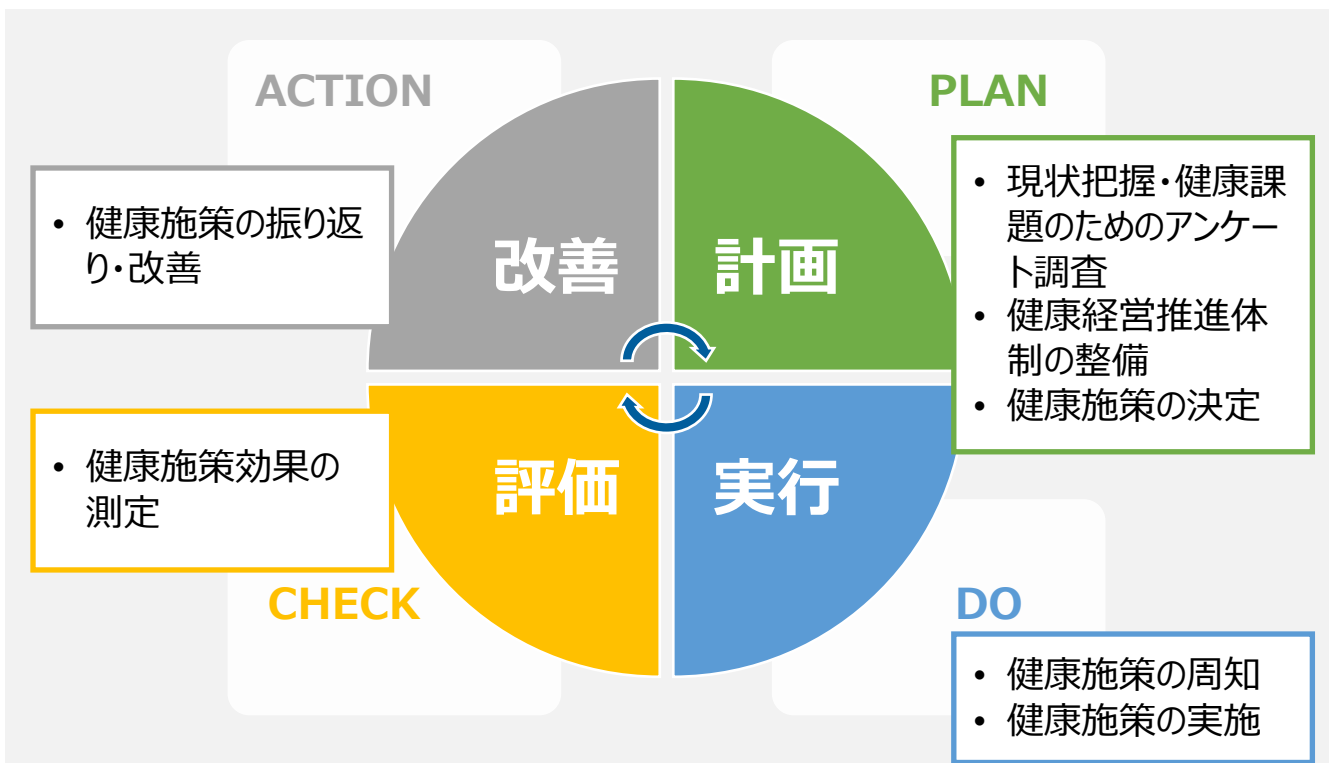 ACTION
PLAN
• 健康施策の振り返
り・改善
改善
計画
• 現状把握・健康課
題のためのアンケー
ト調査
• 健康経営推進体
制の整備
• 健康施策の決定
• 健康施策効果の
測定
評価
実行
CHECK
DO
• 健康施策の周知
• 健康施策の実施